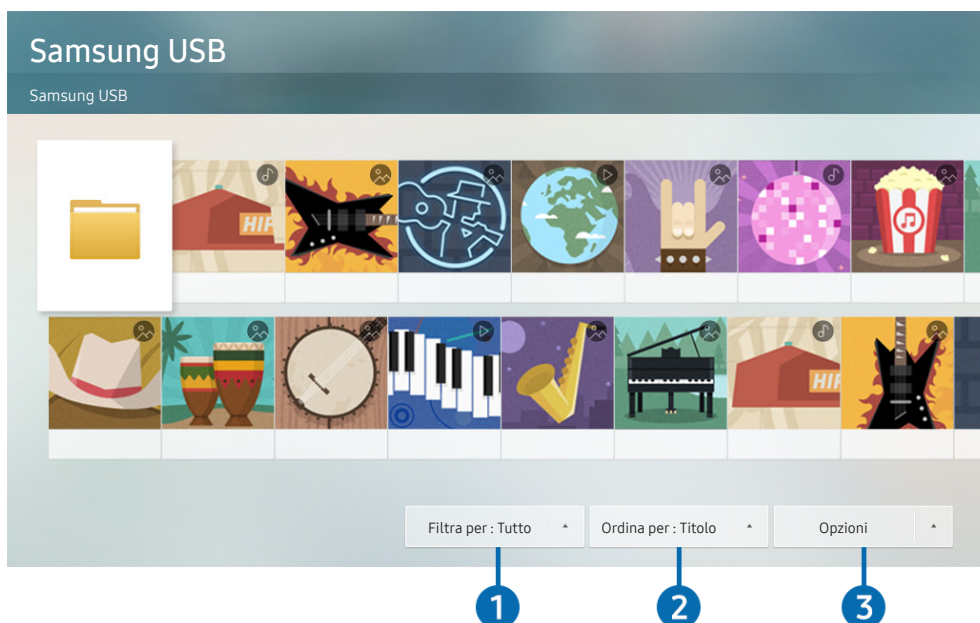 Samsung USB
Samsung USB
HIP
HIP
Filtra per : Tutto
Ordina per : Titolo
Opzioni
1
2
3